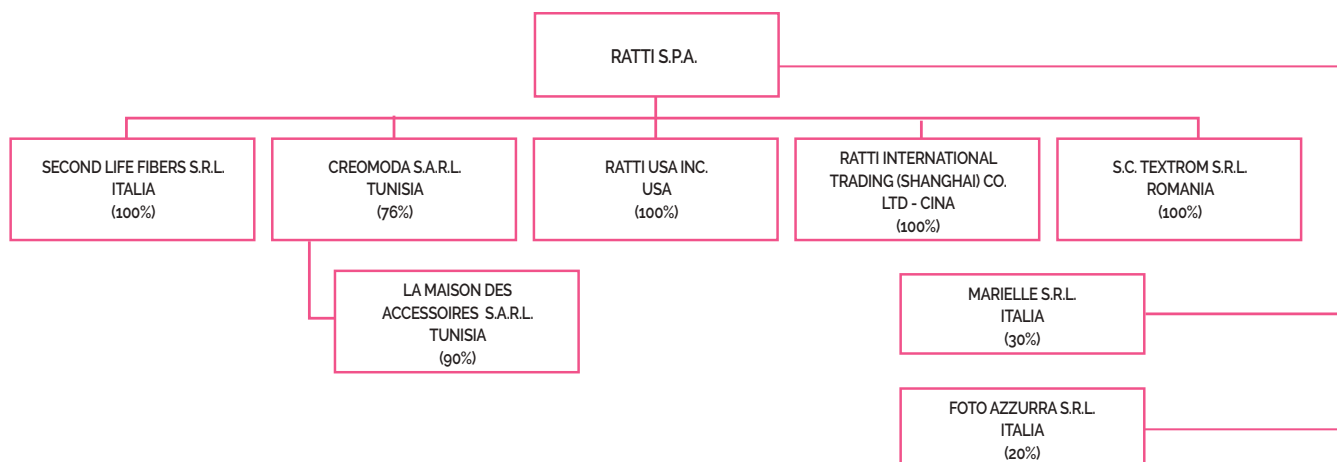 RATTI S.P.A.
SECOND LIFE FIBERS S.R.L.
ITALIA
(100%)
CREOMODA S.A.R.L.
TUNISIA
(76%)
RATTI USA INC.
USA
(100%)
RATTI INTERNATIONAL
TRADING (SHANGHAI) CO.
LTD - CINA
(100%)
S.C. TEXTROM S.R.L.
ROMANIA
(100%)
LA MAISON DES
ACCESSOIRES S.A.R.L.
TUNISIA
(90%)
MARIELLE S.R.L.
ITALIA
(30%)
FOTO AZZURRA S.R.L.
ITALIA
(20%)